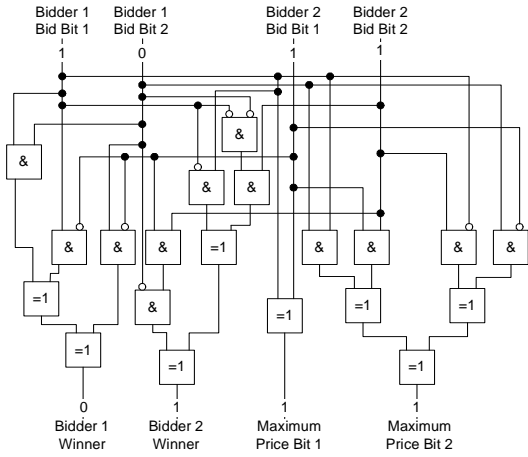 Bidder 1 Bidder 1 Bidder 2 Bidder 2
Bid Bit 1 Bid Bit 2 Bid Bit 1 Bid Bit 2
1 0 1 1
&
&
& &
& & & =1 & & & &
=1 & =1 =1 =1
=1 =1 =1
0 1 1 1
Bidder 1 Bidder 2 Maximum Maximum
Winner Winner Price Bit 1 Price Bit 2